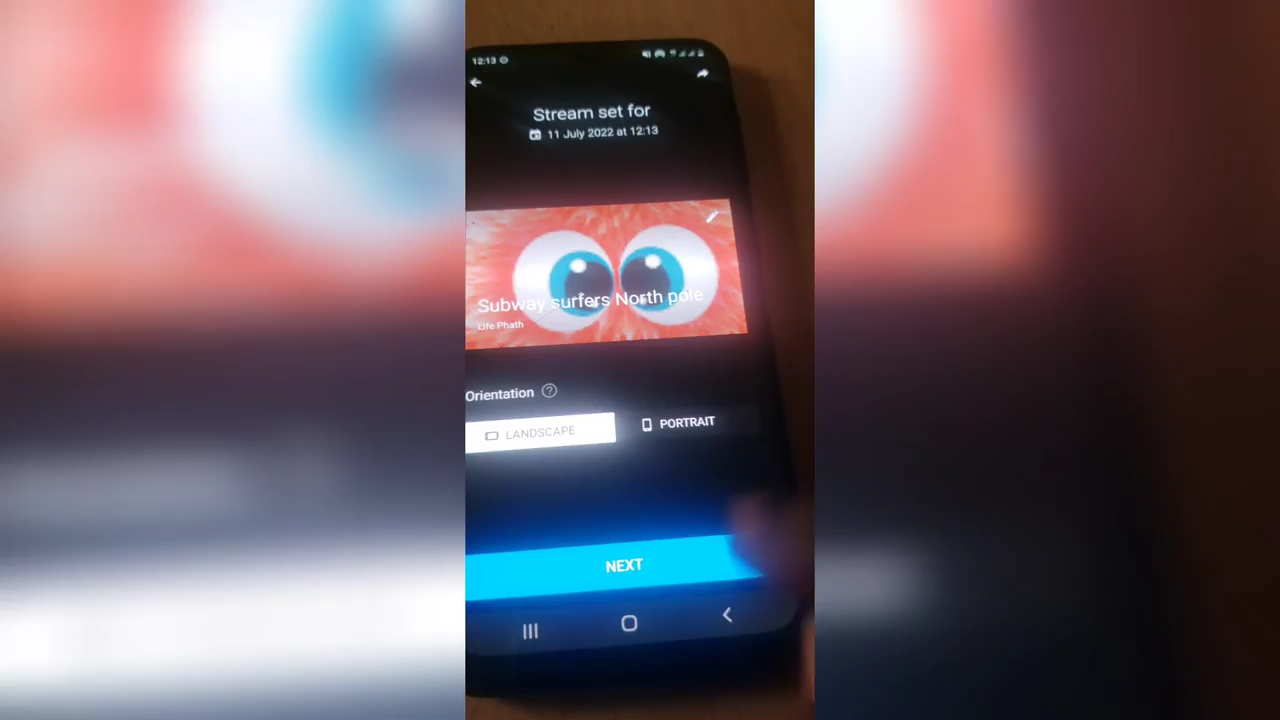 12:13
Stream set for
11 July 2022 at 12:13
Subway surfers North pole
Life Phath
Orientation ?
LANDSCAPE
PORTRAIT
NEXT